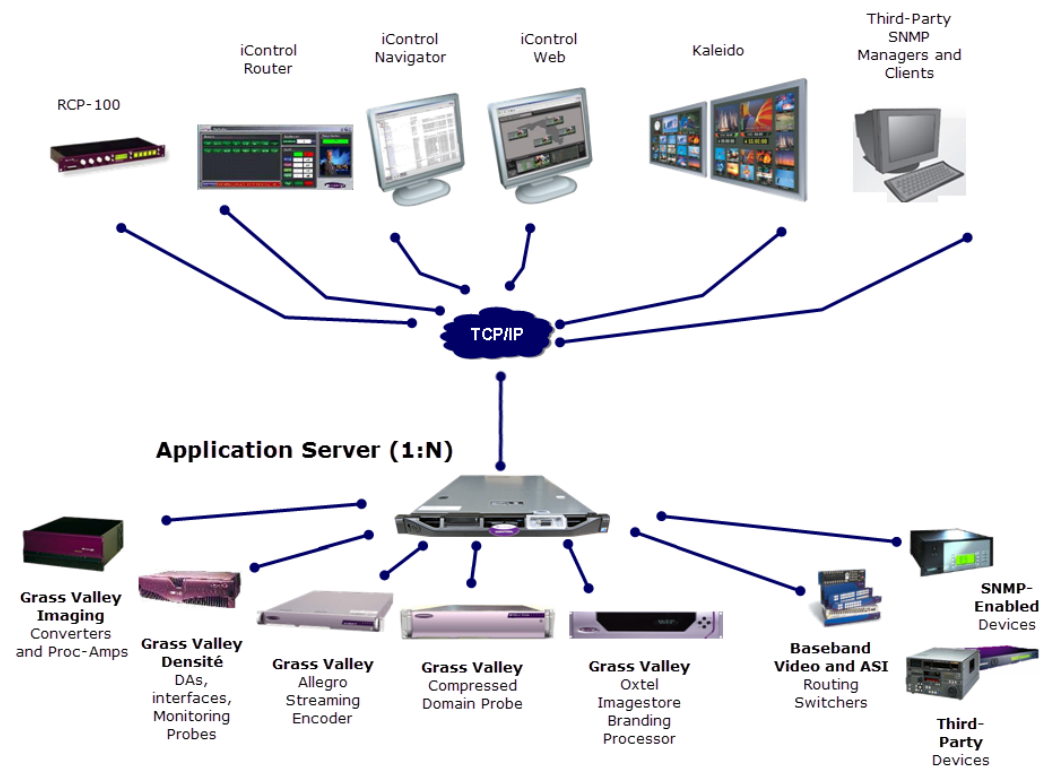 RCP-100
iControl
Router
iControl
Navigator
iControl
Web
Kaleido
Third-Party
SNMP
Managers and
Clients
TCP/IP
Application Server (1:N)
Grass Valley
Imaging
Converters
and Proc-Amps
Grass Valley
Densité
DAs,
interfaces,
Monitoring
Probes
Grass Valley
Allegro
Streaming
Encoder
Grass Valley
Compressed
Domain Probe
Grass Valley
Oxtel
Imagestore
Branding
Processor
Baseband
Video and ASI
Routing
Switchers
SNMP-
Enabled
Devices
Third-
Party
Devices